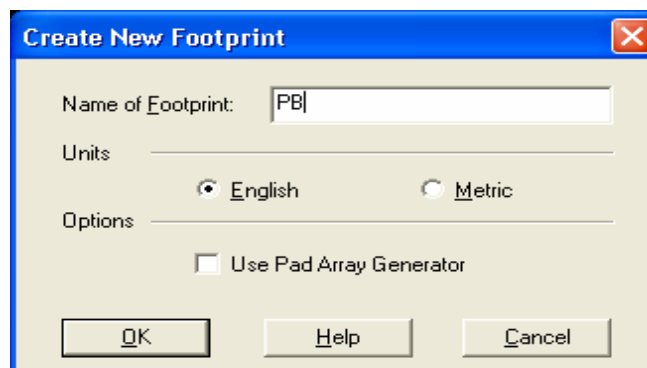 Create New Footprint
Name of Footprint: PB
Units
English Metric
Options
Use Pad Array Generator
OK Help Cancel